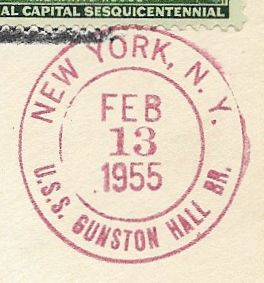 AL CAPITAL SESQUICENTENNIAL
NEW YORK, N. Y.
FEB
13
1955
U.S.S. GUNSTON HALL BR.